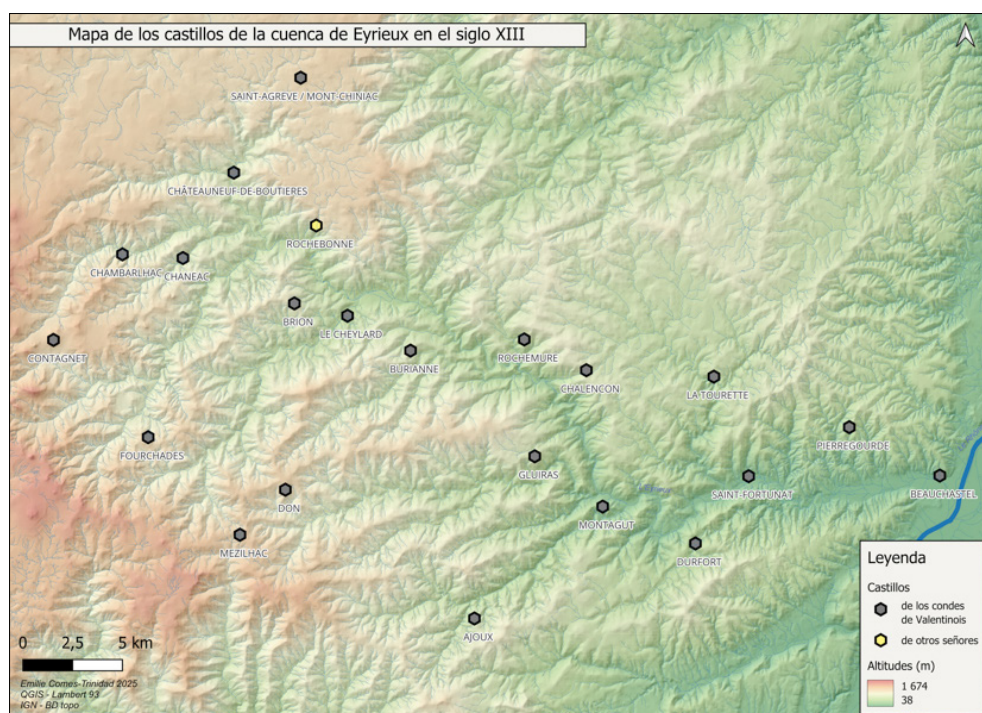 Mapa de los castillos de la cuenca de Eyrieux en el siglo XIII
SAINT-AGREVE / MONT-CHINIAC
CHÂTEAUNEUF-DE-BOUTIERES
ROCHEBONNE
CHAMBARLHAC
CHANEAC
BRION
LE CHEYLARD
CONTAGNET
BURIANNE
ROCHEMURE
CHALENCON
LA TOURETTE
FOURCHADES
PIERREGOURDE
GLUIRAS
DON
SAINT-FORTUNAT
BEAUCHASTEL
MONTAGUT
MEZILHAC
DURFORT
AJOUX
Leyenda
Castillos
de los condes
de Valentinois
de otros señores
Altitudes (m)
1 674
38
0 2,5 5 km
Emilie Comes-Trinidad 2025
QGIS - Lambert 93
IGN - BD topo